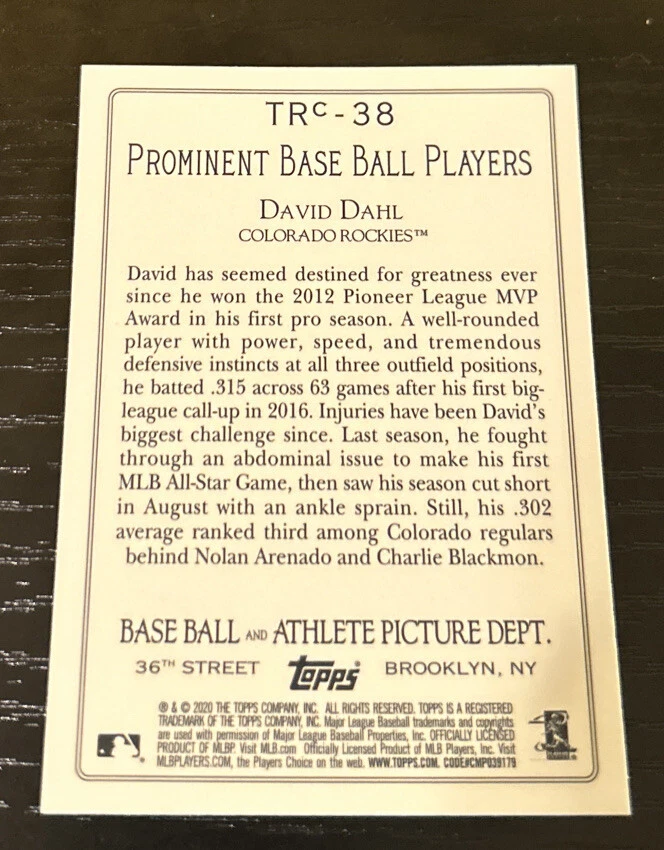 TRC-38
PROMINENT BASE BALL PLAYERS
DAVID DAHL
COLORADO ROCKIES™
David has seemed destined for greatness ever
since he won the 2012 Pioneer League MVP
Award in his first pro season. A well-rounded
player with power, speed, and tremendous
defensive instincts at all three outfield positions,
he batted .315 across 63 games after his first big-
league call-up in 2016. Injuries have been David's
biggest challenge since. Last season, he fought
through an abdominal issue to make his first
MLB All-Star Game, then saw his season cut short
in August with an ankle sprain. Still, his .302
average ranked third among Colorado regulars
behind Nolan Arenado and Charlie Blackmon.
BASE BALL AND ATHLETE PICTURE DEPT.
36TH STREET topps® BROOKLYN, NY
® & © 2020 THE TOPPS COMPANY, INC. ALL RIGHTS RESERVED. TOPPS IS A REGISTERED
TRADEMARK OF THE TOPPS COMPANY, INC. Major League Baseball trademarks and copyrights
are used with permission of Major League Baseball Properties, Inc. OFFICIALLY LICENSED
PRODUCT OF MLBP. Visit MLB.com Officially Licensed Product of MLB Players, Inc. Visit
MLBPLAYERS.COM, the Players Choice on the web. WWW.TOPPS.COM. CODE#CMP039179